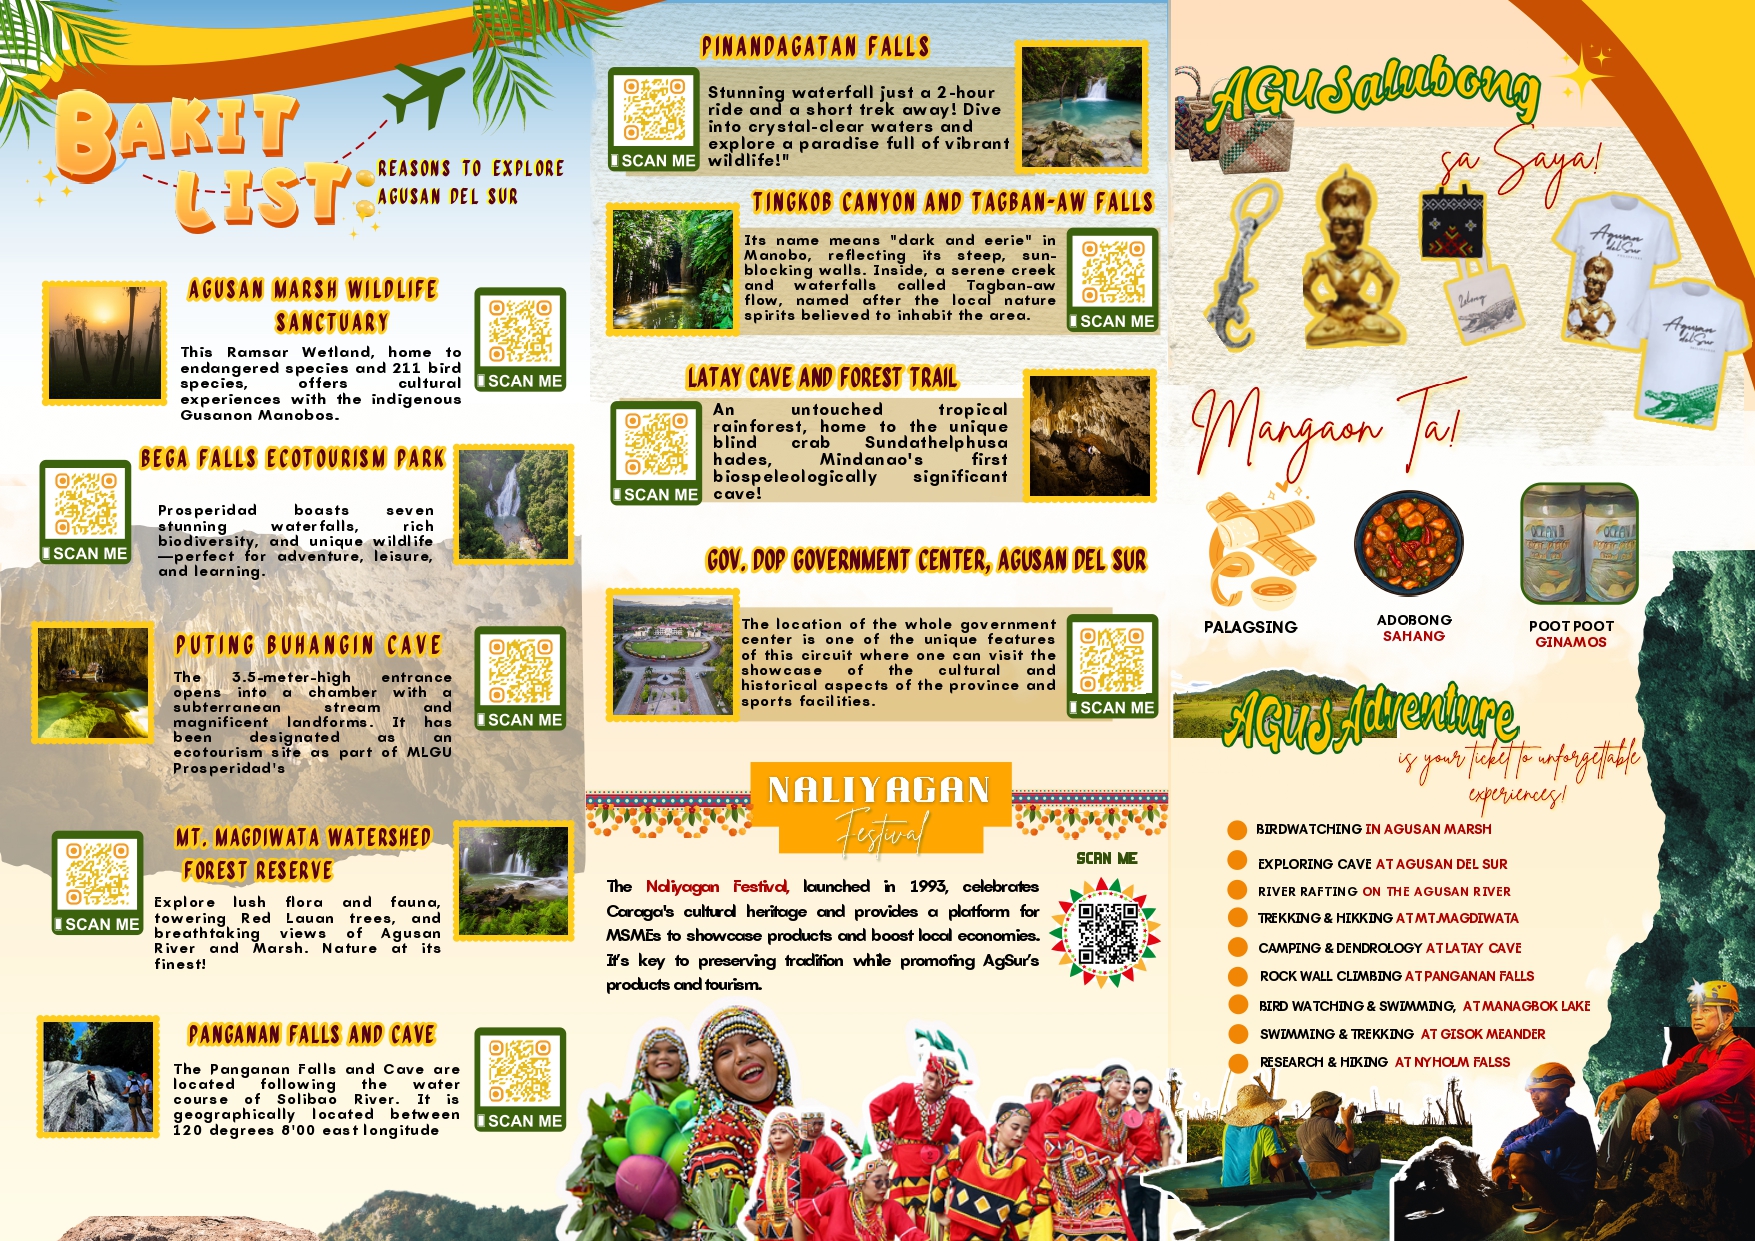 BAKIT
LIST:
REASONS TO EXPLORE
AGUSAN DEL SUR
AGUSAN MARSH WILDLIFE
SANCTUARY
This Ramsar Wetland, home to
endangered species and 211 bird
species, offers cultural
experiences with the indigenous
Gusanon Manobos.
SCAN ME
BEGA FALLS ECOTOURISM PARK
Prosperidad boasts seven
stunning waterfalls, rich
biodiversity, and unique wildlife
—perfect for adventure, leisure,
and learning.
SCAN ME
PUTING BUHANGIN CAVE
The 3.5-meter-high entrance
opens into a chamber with a
subterranean stream and
magnificent landforms. It has
been designated as an
ecotourism site as part of MLGU
Prosperidad's
SCAN ME
MT. MAGDIWATA WATERSHED
FOREST RESERVE
Explore lush flora and fauna,
towering Red Lauan trees, and
breathtaking views of Agusan
River and Marsh. Nature at its
finest!
SCAN ME
PANGANAN FALLS AND CAVE
The Panganan Falls and Cave are
located following the water
course of Solibao River. It is
geographically located between
120 degrees 8'00 east longitude
SCAN ME
PINANDAGATAN FALLS
Stunning waterfall just a 2-hour
ride and a short trek away! Dive
into crystal-clear waters and
explore a paradise full of vibrant
wildlife!"
SCAN ME
TINGKOB CANYON AND TAGBAN-AW FALLS
Its name means "dark and eerie" in
Manobo, reflecting its steep, sun-
blocking walls. Inside, a serene creek
and waterfalls called Tagban-aw
flow, named after the local nature
spirits believed to inhabit the area.
SCAN ME
LATAY CAVE AND FOREST TRAIL
An untouched tropical
rainforest, home to the unique
blind crab Sundathelphusa
hades, Mindanao's first
biospeleologically significant
cave!
SCAN ME
GOV. DOP GOVERNMENT CENTER, AGUSAN DEL SUR
The location of the whole government
center is one of the unique features
of this circuit where one can visit the
showcase of the cultural and
historical aspects of the province and
sports facilities.
SCAN ME
NALIYAGAN
Festival
SCAN ME
The Naliyagan Festival, launched in 1993, celebrates
Caraga's cultural heritage and provides a platform for
MSMEs to showcase products and boost local economies.
It's key to preserving tradition while promoting AgSur's
products and tourism.
AGUSalubong
sa Saya!
Agusan
del Sur
Agusan
del Sur
Mangaon Ta!
PALAGSING
ADOBONG
SAHANG
OCEAN
OCEAN
POOT POOT
GINAMOS
AGUSAdventure
is your ticket to unforgettable
experiences!
BIRDWATCHING IN AGUSAN MARSH
EXPLORING CAVE AT AGUSAN DEL SUR
RIVER RAFTING ON THE AGUSAN RIVER
TREKKING & HIKKING AT MT.MAGDIWATA
CAMPING & DENDROLOGY AT LATAY CAVE
ROCK WALL CLIMBING AT PANGANAN FALLS
BIRD WATCHING & SWIMMING, AT MANAGBOK LAKE
SWIMMING & TREKKING AT GISOK MEANDER
RESEARCH & HIKING AT NYHOLM FALSS